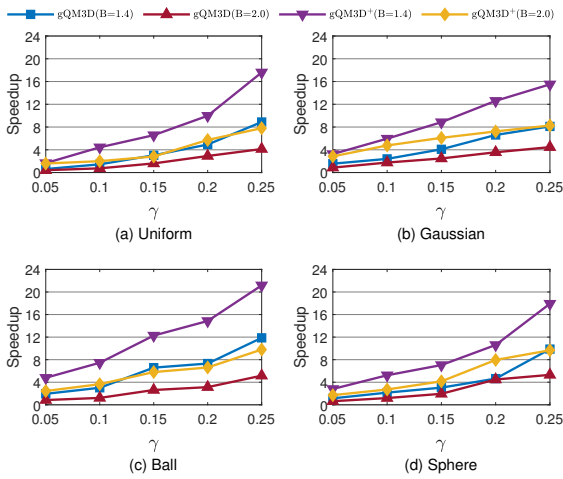 gQM3D(B=1.4) gQM3D(B=2.0) gQM3D⁺(B=1.4) gQM3D⁺(B=2.0)
24
20
16
12
8
4
0
Speedup
0.05 0.1 0.15 0.2 0.25
γ
(a) Uniform
24
20
16
12
8
4
0
Speedup
0.05 0.1 0.15 0.2 0.25
γ
(b) Gaussian
24
20
16
12
8
4
0
Speedup
0.05 0.1 0.15 0.2 0.25
γ
(c) Ball
24
20
16
12
8
4
0
Speedup
0.05 0.1 0.15 0.2 0.25
γ
(d) Sphere